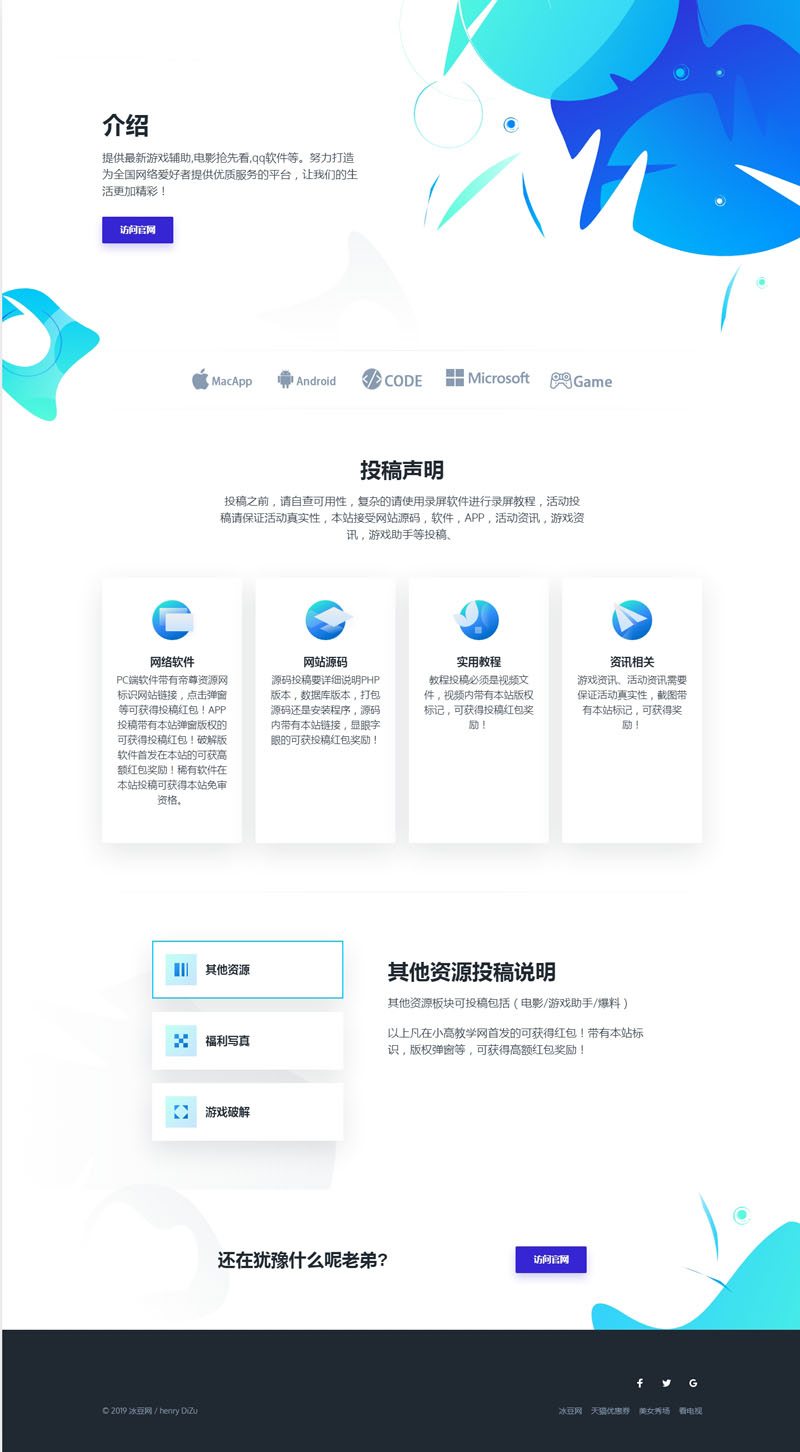 介绍
提供最新游戏辅助,电影抢先看,qq软件等。努力打造
为全国网络爱好者提供优质服务的平台，让我们的生
活更加精彩！
访问官网
MacApp
Android
CODE
Microsoft
Game
投稿声明
投稿之前，请自查可用性，复杂的请使用录屏软件进行录屏教程，活动投
稿请保证活动真实性，本站接受网站源码，软件，APP，活动资讯，游戏资
讯，游戏助手等投稿、
网络软件
PC端软件带有帝尊资源网
标识网站链接，点击弹窗
等可获得投稿红包！APP
投稿带有本站弹窗版权的
可获得投稿红包！破解版
软件首发在本站的可获高
额红包奖励！稀有软件在
本站投稿可获得本站免审
资格。
网站源码
源码投稿要详细说明PHP
版本，数据库版本，打包
源码还是安装程序，源码
内带有本站链接，显眼字
眼的可获投稿红包奖励！
实用教程
教程投稿必须是视频文
件，视频内带有本站版权
标记，可获得投稿红包奖
励！
资讯相关
游戏资讯、活动资讯需要
保证活动真实性，截图带
有本站标记，可获得奖
励！
其他资源
福利写真
游戏破解
其他资源投稿说明
其他资源板块可投稿包括（电影/游戏助手/爆料）
以上凡在小高教学网首发的可获得红包！带有本站标
识，版权弹窗等，可获得高额红包奖励！
还在犹豫什么呢老弟?
访问官网
© 2019 冰豆网 / henry DiZu
冰豆网
天猫优惠券
美女秀场
看电视